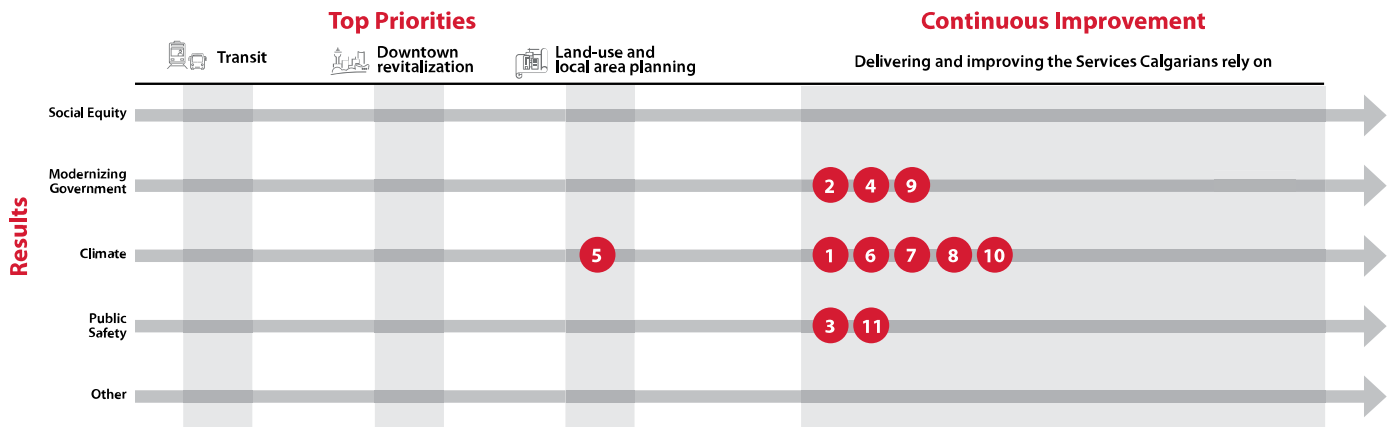 Top Priorities
Continuous Improvement
Transit
Downtown
revitalization
Land-use and
local area planning
Delivering and improving the Services Calgarians rely on
Results
Social Equity
Modernizing
Government
2 4 9
Climate
5 1 6 7 8 10
Public
Safety
3 11
Other